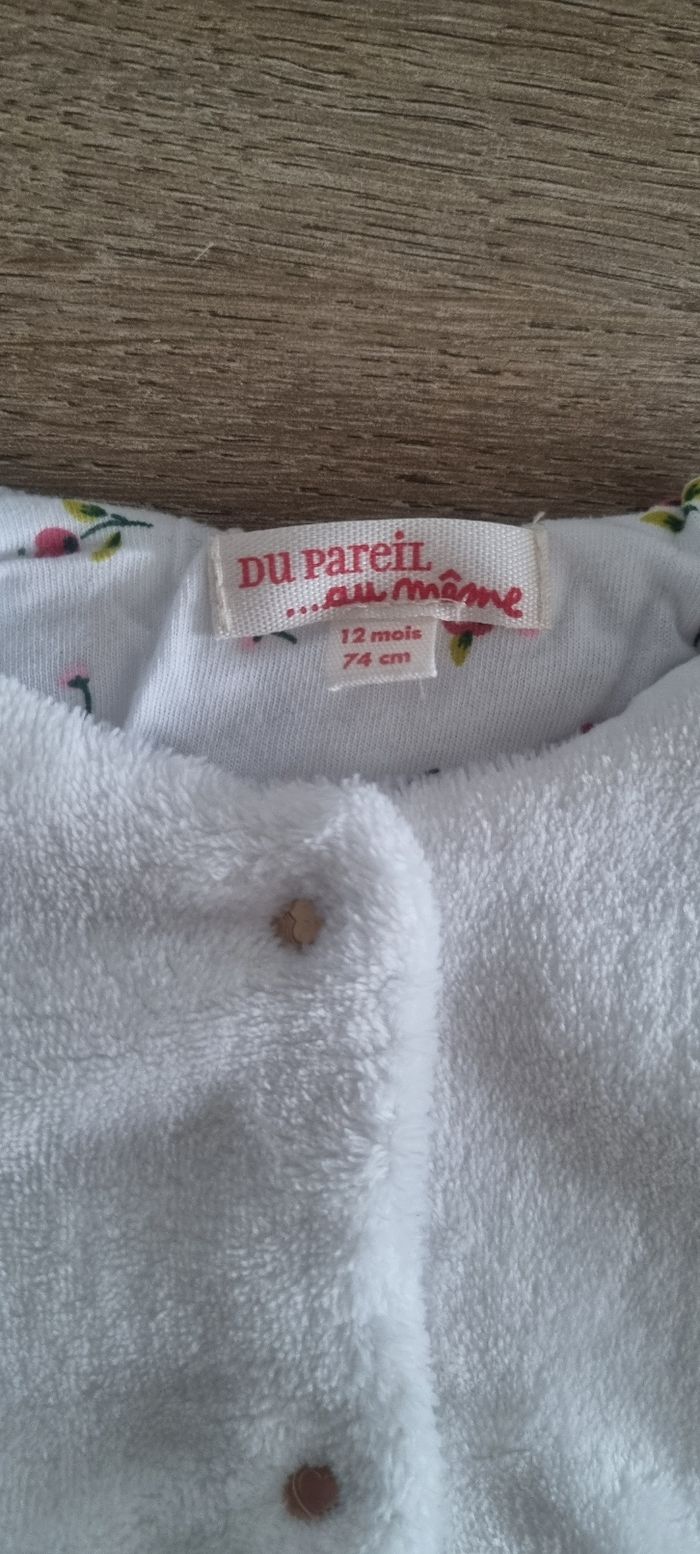 DU PAREIL
...au même
12 mois
74 cm